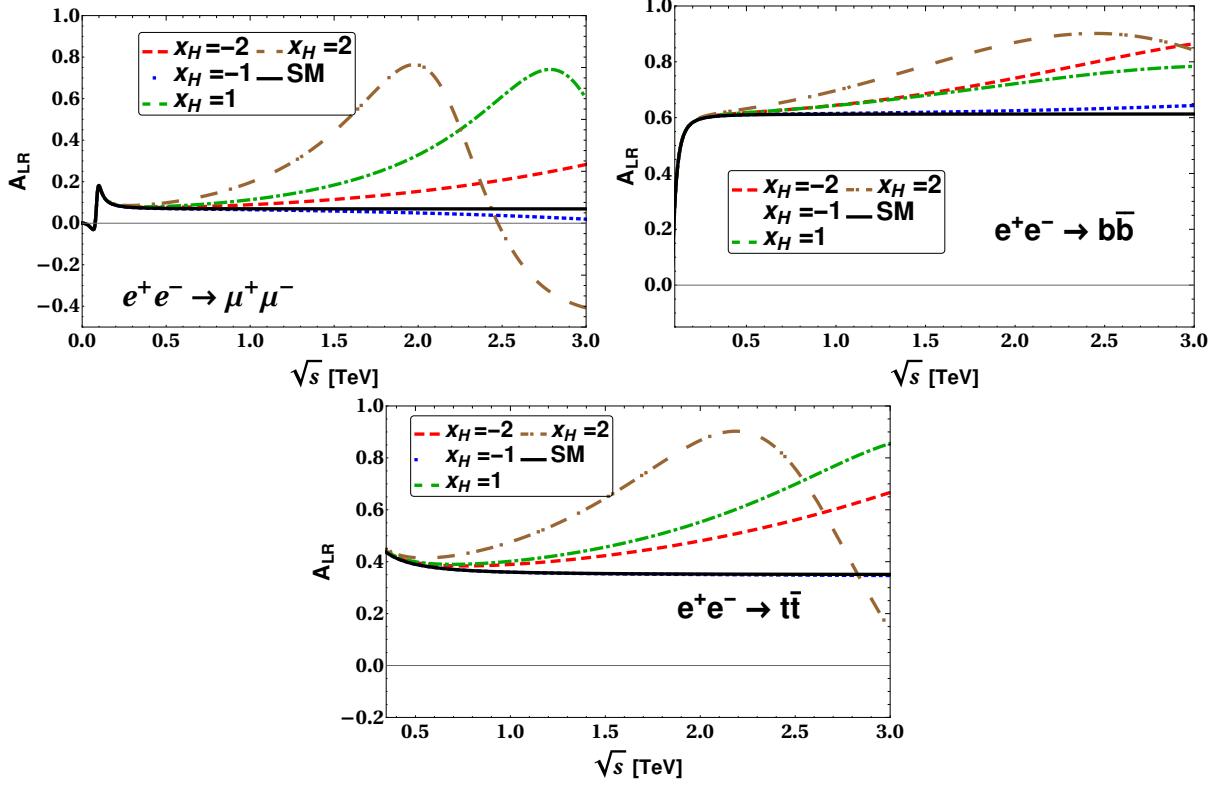 1.0
0.8
0.6
0.4
0.2
0.0
−0.2
−0.4
A_LR
x_H =−2 x_H =2
x_H =−1 SM
x_H =1
e⁺e⁻ → μ⁺μ⁻
0.0 0.5 1.0 1.5 2.0 2.5 3.0
√s [TeV]
1.0
0.8
0.6
0.4
0.2
0.0
A_LR
x_H =−2 x_H =2
x_H =−1 SM
x_H =1
e⁺e⁻ → bb̄
0.5 1.0 1.5 2.0 2.5 3.0
√s [TeV]
1.0
0.8
0.6
0.4
0.2
0.0
−0.2
A_LR
x_H =−2 x_H =2
x_H =−1 SM
x_H =1
e⁺e⁻ → tt̄
0.5 1.0 1.5 2.0 2.5 3.0
√s [TeV]